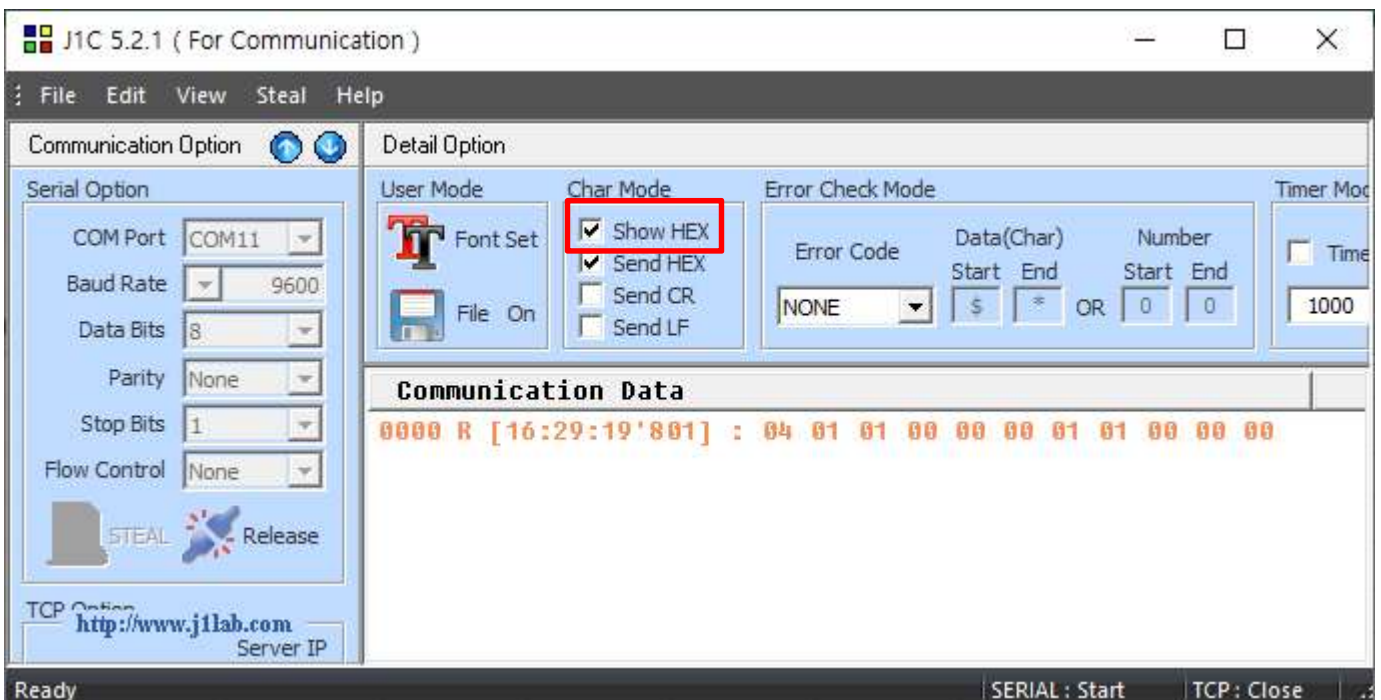 J1C 5.2.1 ( For Communication )
File Edit View Steal Help
Communication Option
Detail Option
Serial Option
COM Port COM11
Baud Rate 9600
Data Bits 8
Parity None
Stop Bits 1
Flow Control None
STEAL Release
TCP Option
http://www.j1lab.com
Server IP
User Mode
Font Set
File On
Char Mode
Show HEX
Send HEX
Send CR
Send LF
Error Check Mode
Error Code
NONE
Data(Char)
Start End
$ *
OR
Number
Start End
0 0
Timer Mod
Time
1000
Communication Data
0000 R [16:29:19'801] : 04 01 01 00 00 00 01 01 00 00 00
Ready SERIAL : Start TCP : Close